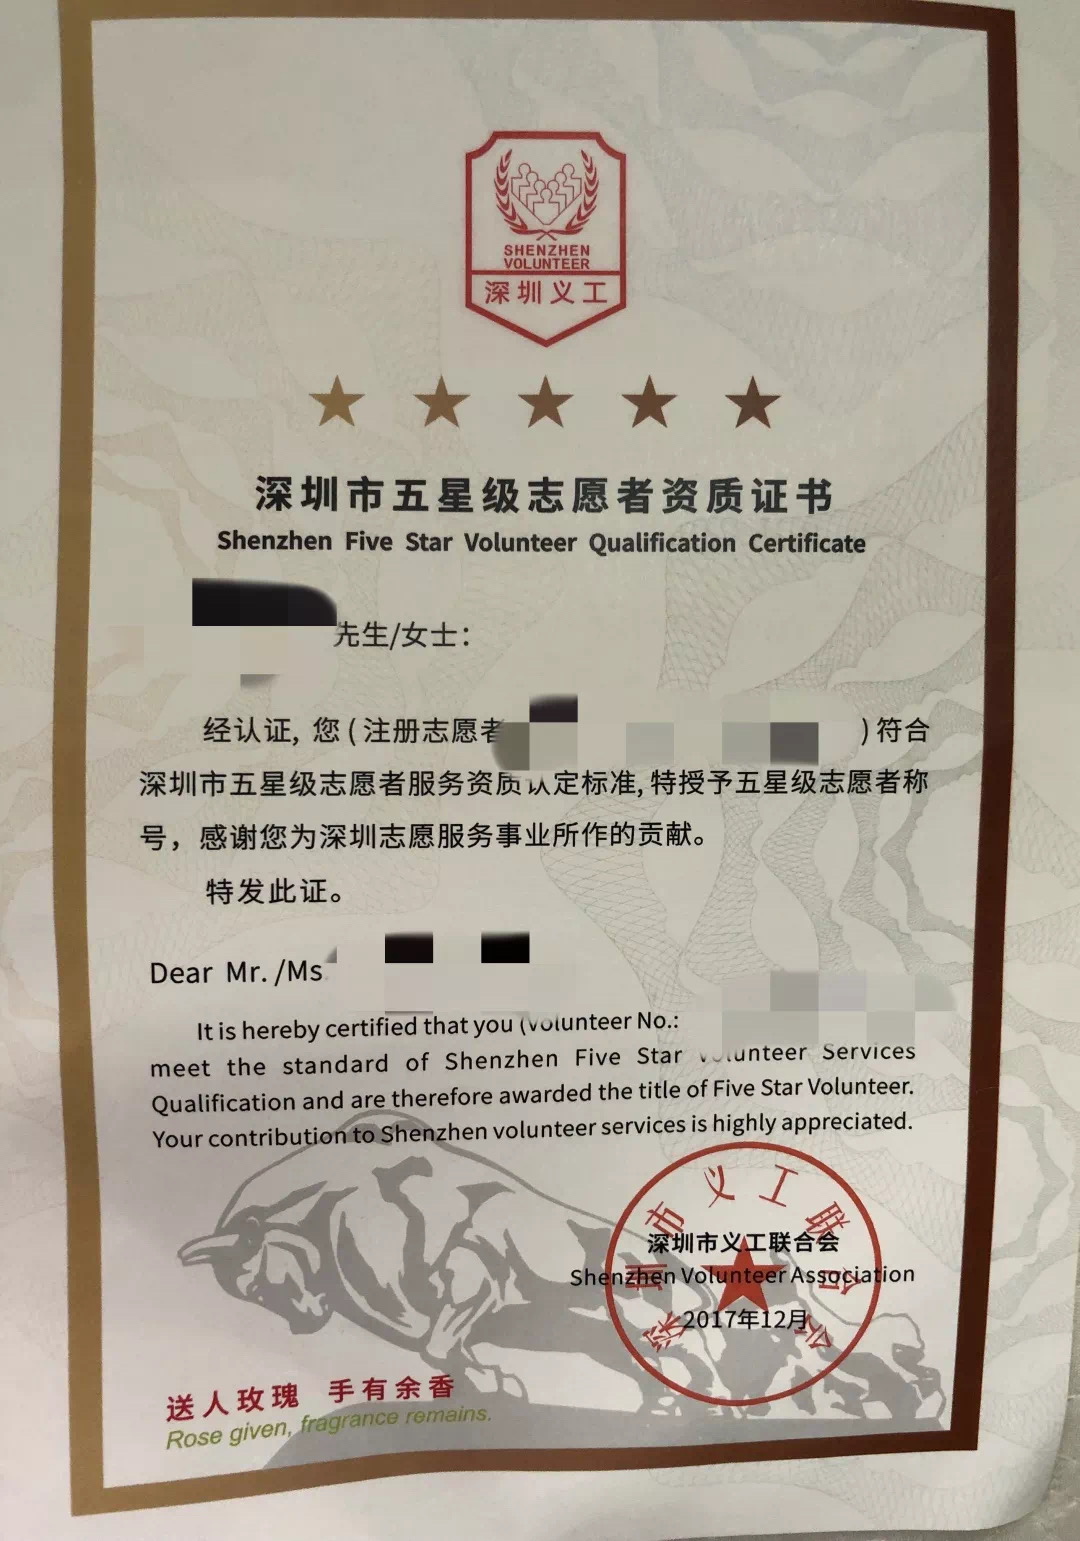 SHENZHEN
VOLUNTEER
深圳义工
深圳市五星级志愿者资质证书
Shenzhen Five Star Volunteer Qualification Certificate
先生/女士：
经认证, 您 ( 注册志愿者 ) 符合
深圳市五星级志愿者服务资质认定标准, 特授予五星级志愿者称
号，感谢您为深圳志愿服务事业所作的贡献。
特发此证。
Dear Mr. /Ms
It is hereby certified that you (Volunteer No.:
meet the standard of Shenzhen Five Star Volunteer Services
Qualification and are therefore awarded the title of Five Star Volunteer.
Your contribution to Shenzhen volunteer services is highly appreciated.
深圳市义工联合会
深圳市义工联合会
Shenzhen Volunteer Association
2017年12月
送人玫瑰 手有余香
Rose given, fragrance remains.